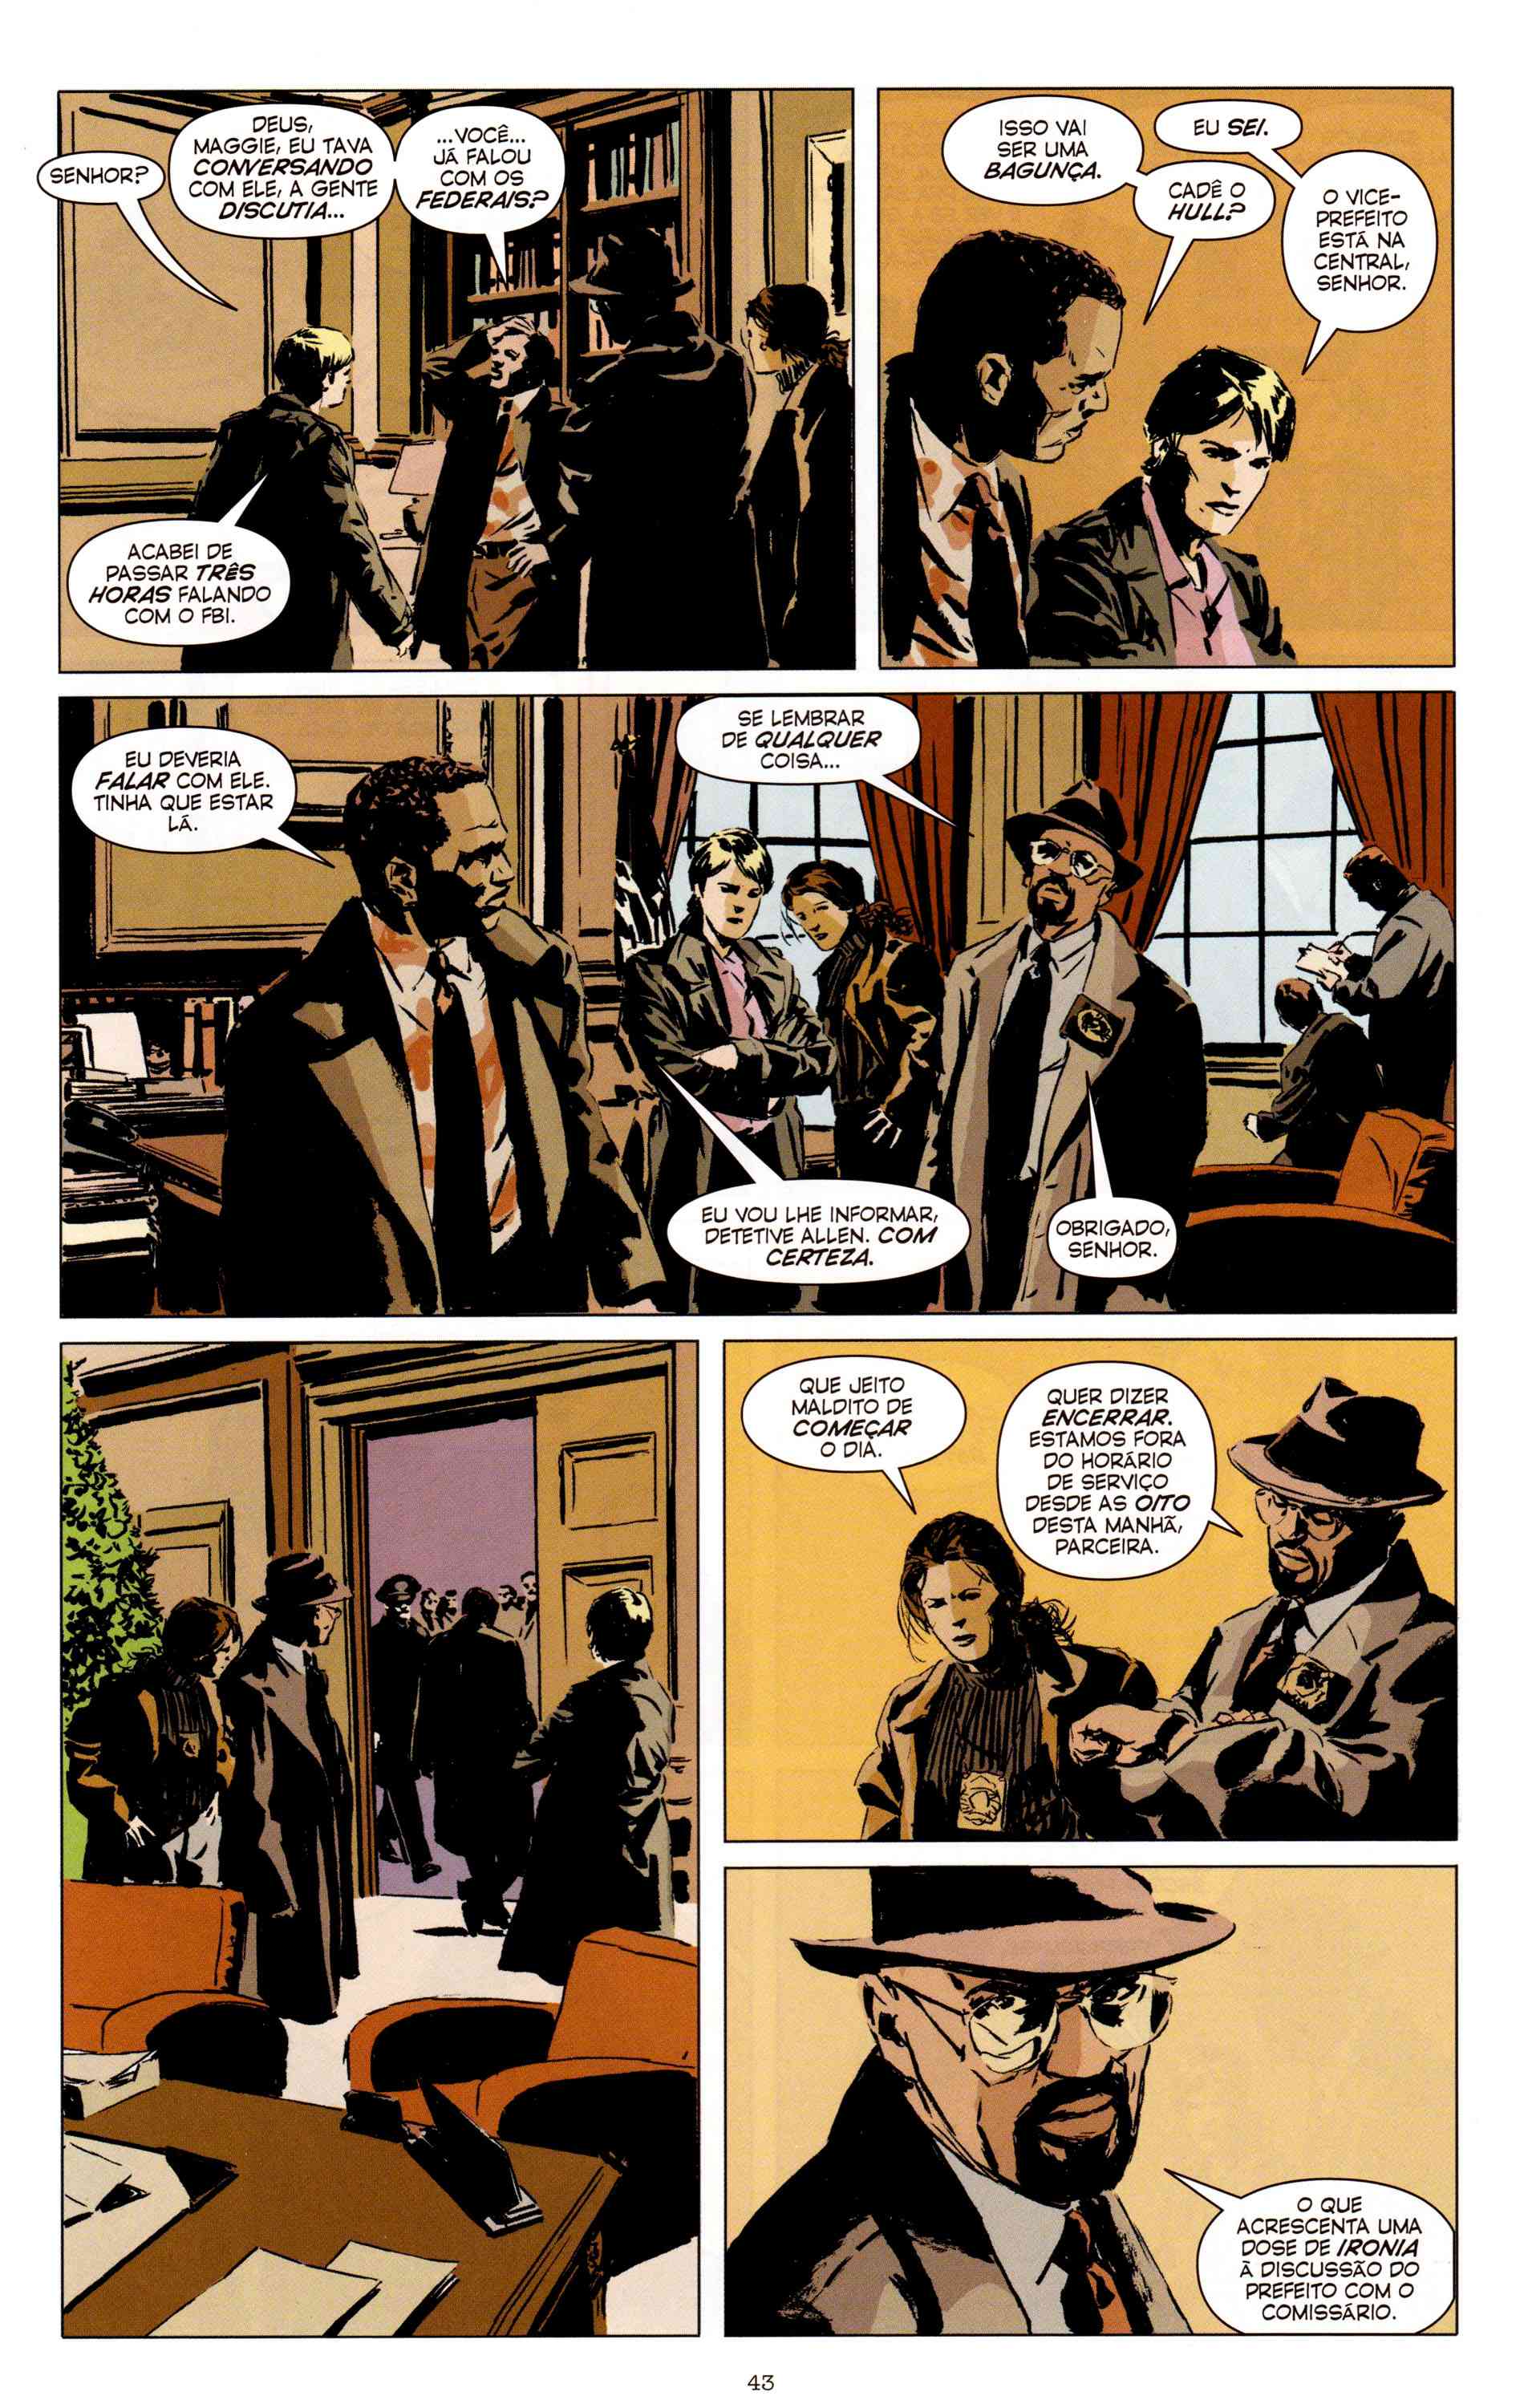 SENHOR?
DEUS,
MAGGIE, EU TAVA
CONVERSANDO
COM ELE, A GENTE
DISCUTIA...
...VOCÊ...
JÁ FALOU
COM OS
FEDERAIS?
ACABEI DE
PASSAR TRÊS
HORAS FALANDO
COM O FBI.
ISSO VAI
SER UMA
BAGUNÇA.
EU SEI.
CADÊ O
HULL?
O VICE-
PREFEITO
ESTÁ NA
CENTRAL,
SENHOR.
EU DEVERIA
FALAR COM ELE.
TINHA QUE ESTAR
LÁ.
SE LEMBRAR
DE QUALQUER
COISA...
EU VOU LHE INFORMAR,
DETETIVE ALLEN. COM
CERTEZA.
OBRIGADO,
SENHOR.
QUE JEITO
MALDITO DE
COMEÇAR
O DIA.
QUER DIZER
ENCERRAR.
ESTAMOS FORA
DO HORÁRIO
DE SERVIÇO
DESDE AS OITO
DESTA MANHÃ,
PARCEIRA.
O QUE
ACRESCENTA UMA
DOSE DE IRONIA
À DISCUSSÃO DO
PREFEITO COM O
COMISSÁRIO.
43